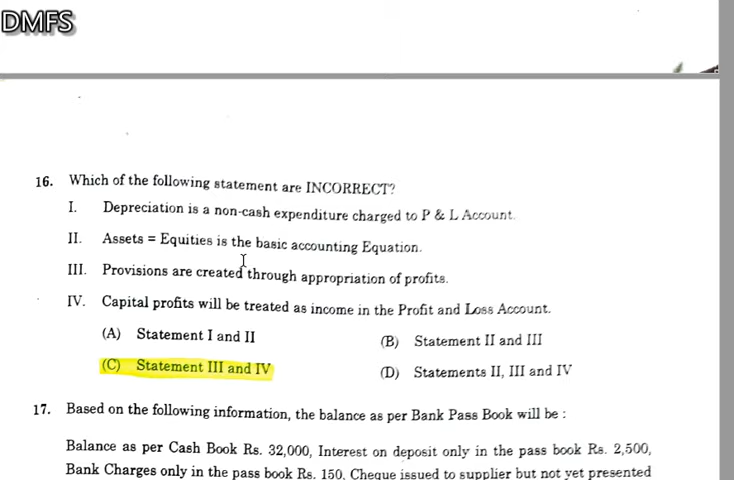 DMFS
16. Which of the following statement are INCORRECT?
I. Depreciation is a non-cash expenditure charged to P & L Account.
II. Assets = Equities is the basic accounting Equation.
III. Provisions are created through appropriation of profits.
IV. Capital profits will be treated as income in the Profit and Loss Account.
(A) Statement I and II (B) Statement II and III
(C) Statement III and IV (D) Statements II, III and IV
17. Based on the following information, the balance as per Bank Pass Book will be :
Balance as per Cash Book Rs. 32,000, Interest on deposit only in the pass book Rs. 2,500,
Bank Charges only in the pass book Rs. 150, Cheque issued to supplier but not yet presented